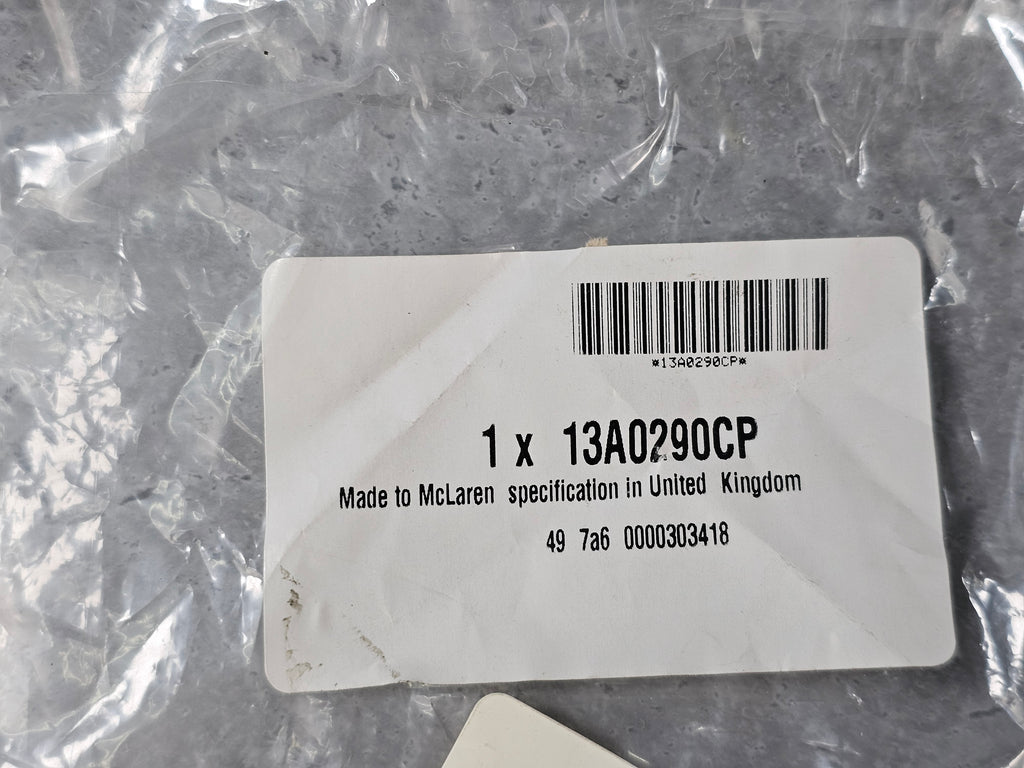 *13A0290CP*
1 x 13A0290CP
Made to McLaren specification in United Kingdom
49 7a6 0000303418